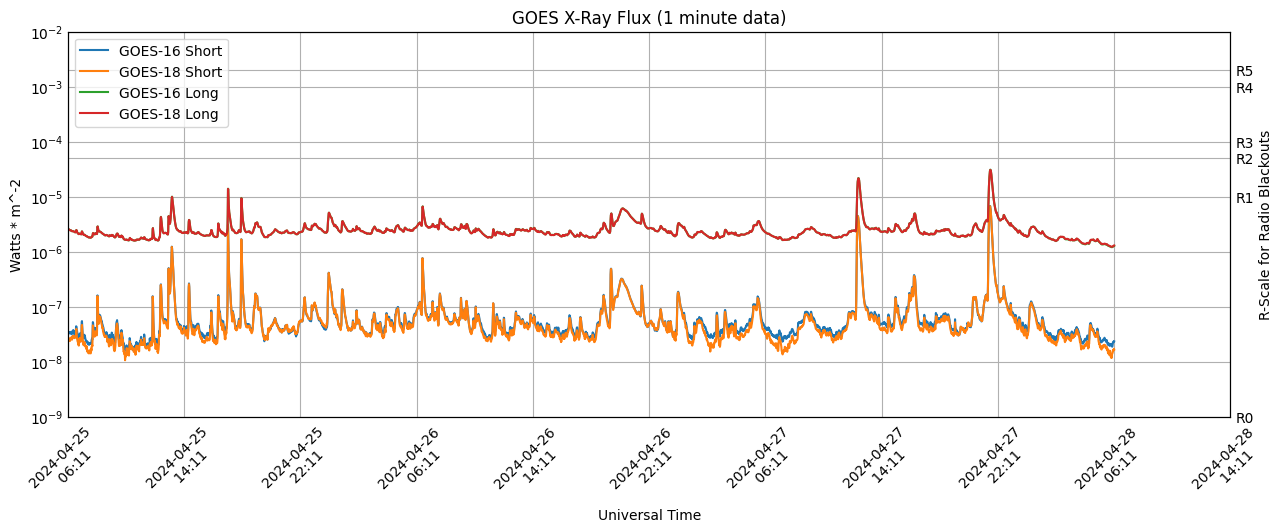 GOES X-Ray Flux (1 minute data)
GOES-16 Short
GOES-18 Short
GOES-16 Long
GOES-18 Long
Watts * m^-2
10⁻²
10⁻³
10⁻⁴
10⁻⁵
10⁻⁶
10⁻⁷
10⁻⁸
10⁻⁹
R5
R4
R3
R2
R1
R0
R-Scale for Radio Blackouts
2024-04-25
06:11
2024-04-25
14:11
2024-04-25
22:11
2024-04-26
06:11
2024-04-26
14:11
2024-04-26
22:11
2024-04-27
06:11
2024-04-27
14:11
2024-04-27
22:11
2024-04-28
06:11
2024-04-28
14:11
Universal Time